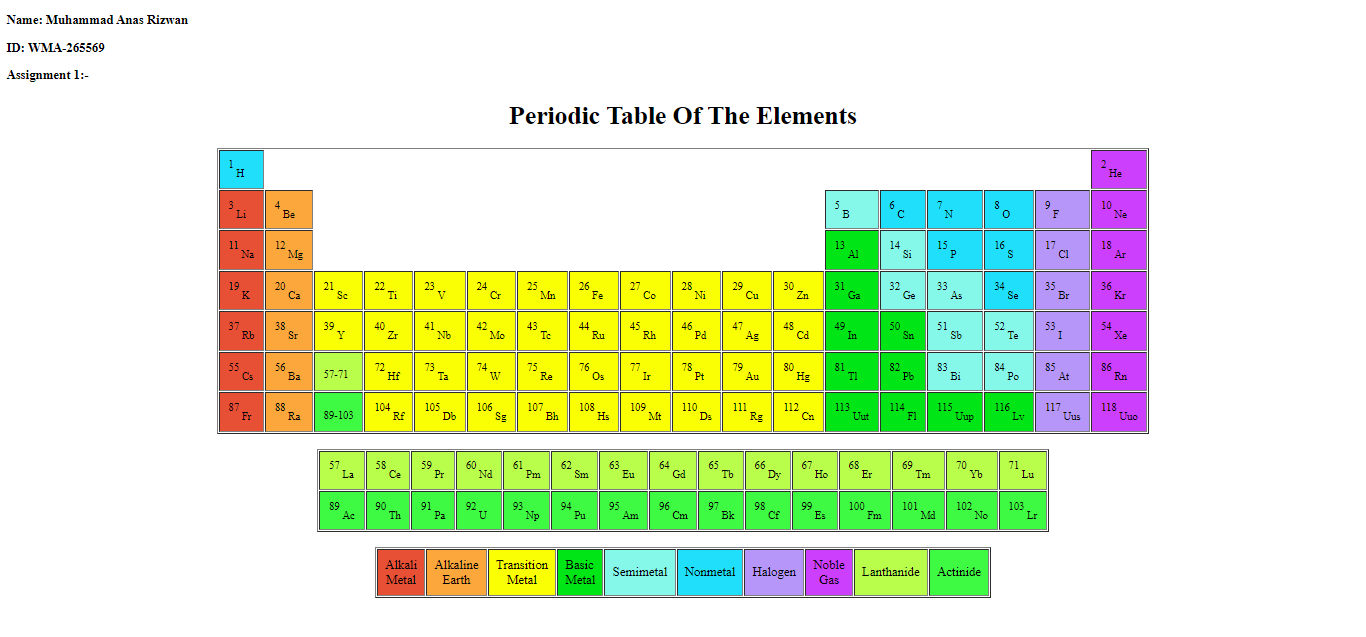 Name: Muhammad Anas Rizwan
ID: WMA-265569
Assignment 1:-
Periodic Table Of The Elements
1 H 2 He
3 Li 4 Be 5 B 6 C 7 N 8 O 9 F 10 Ne
11 Na 12 Mg 13 Al 14 Si 15 P 16 S 17 Cl 18 Ar
19 K 20 Ca 21 Sc 22 Ti 23 V 24 Cr 25 Mn 26 Fe 27 Co 28 Ni 29 Cu 30 Zn 31 Ga 32 Ge 33 As 34 Se 35 Br 36 Kr
37 Rb 38 Sr 39 Y 40 Zr 41 Nb 42 Mo 43 Tc 44 Ru 45 Rh 46 Pd 47 Ag 48 Cd 49 In 50 Sn 51 Sb 52 Te 53 I 54 Xe
55 Cs 56 Ba 57-71 72 Hf 73 Ta 74 W 75 Re 76 Os 77 Ir 78 Pt 79 Au 80 Hg 81 Tl 82 Pb 83 Bi 84 Po 85 At 86 Rn
87 Fr 88 Ra 89-103 104 Rf 105 Db 106 Sg 107 Bh 108 Hs 109 Mt 110 Ds 111 Rg 112 Cn 113 Uut 114 Fl 115 Uup 116 Lv 117 Uus 118 Uuo
57 La 58 Ce 59 Pr 60 Nd 61 Pm 62 Sm 63 Eu 64 Gd 65 Tb 66 Dy 67 Ho 68 Er 69 Tm 70 Yb 71 Lu
89 Ac 90 Th 91 Pa 92 U 93 Np 94 Pu 95 Am 96 Cm 97 Bk 98 Cf 99 Es 100 Fm 101 Md 102 No 103 Lr
Alkali Metal Alkaline Earth Transition Metal Basic Metal Semimetal Nonmetal Halogen Noble Gas Lanthanide Actinide